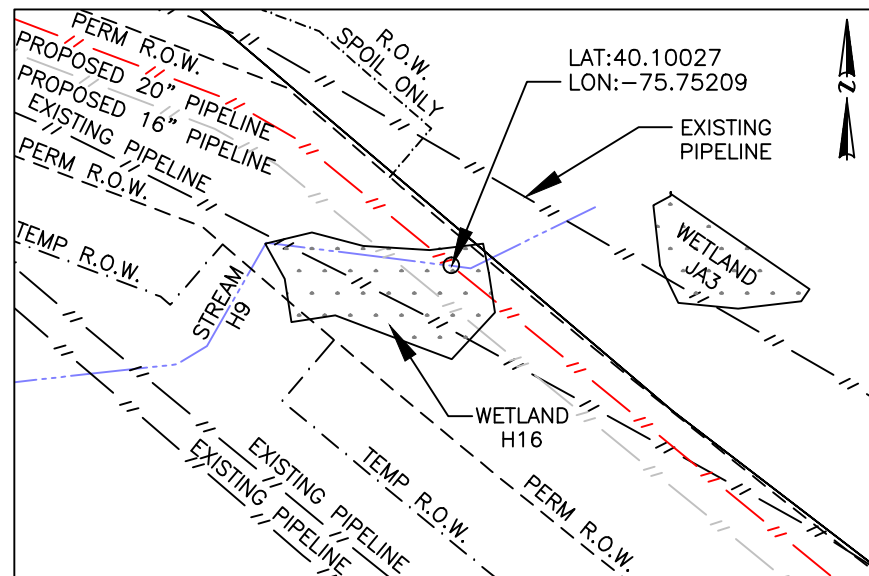 PERM R.O.W.
R.O.W.
SPOIL ONLY
LAT:40.10027
LON:-75.75209
N
PROPOSED 20" PIPELINE
PROPOSED 16" PIPELINE
EXISTING PIPELINE
PERM R.O.W.
EXISTING
PIPELINE
TEMP R.O.W.
WETLAND
JA3
STREAM
H9
WETLAND
H16
EXISTING PIPELINE
EXISTING PIPELINE
TEMP R.O.W.
PERM R.O.W.